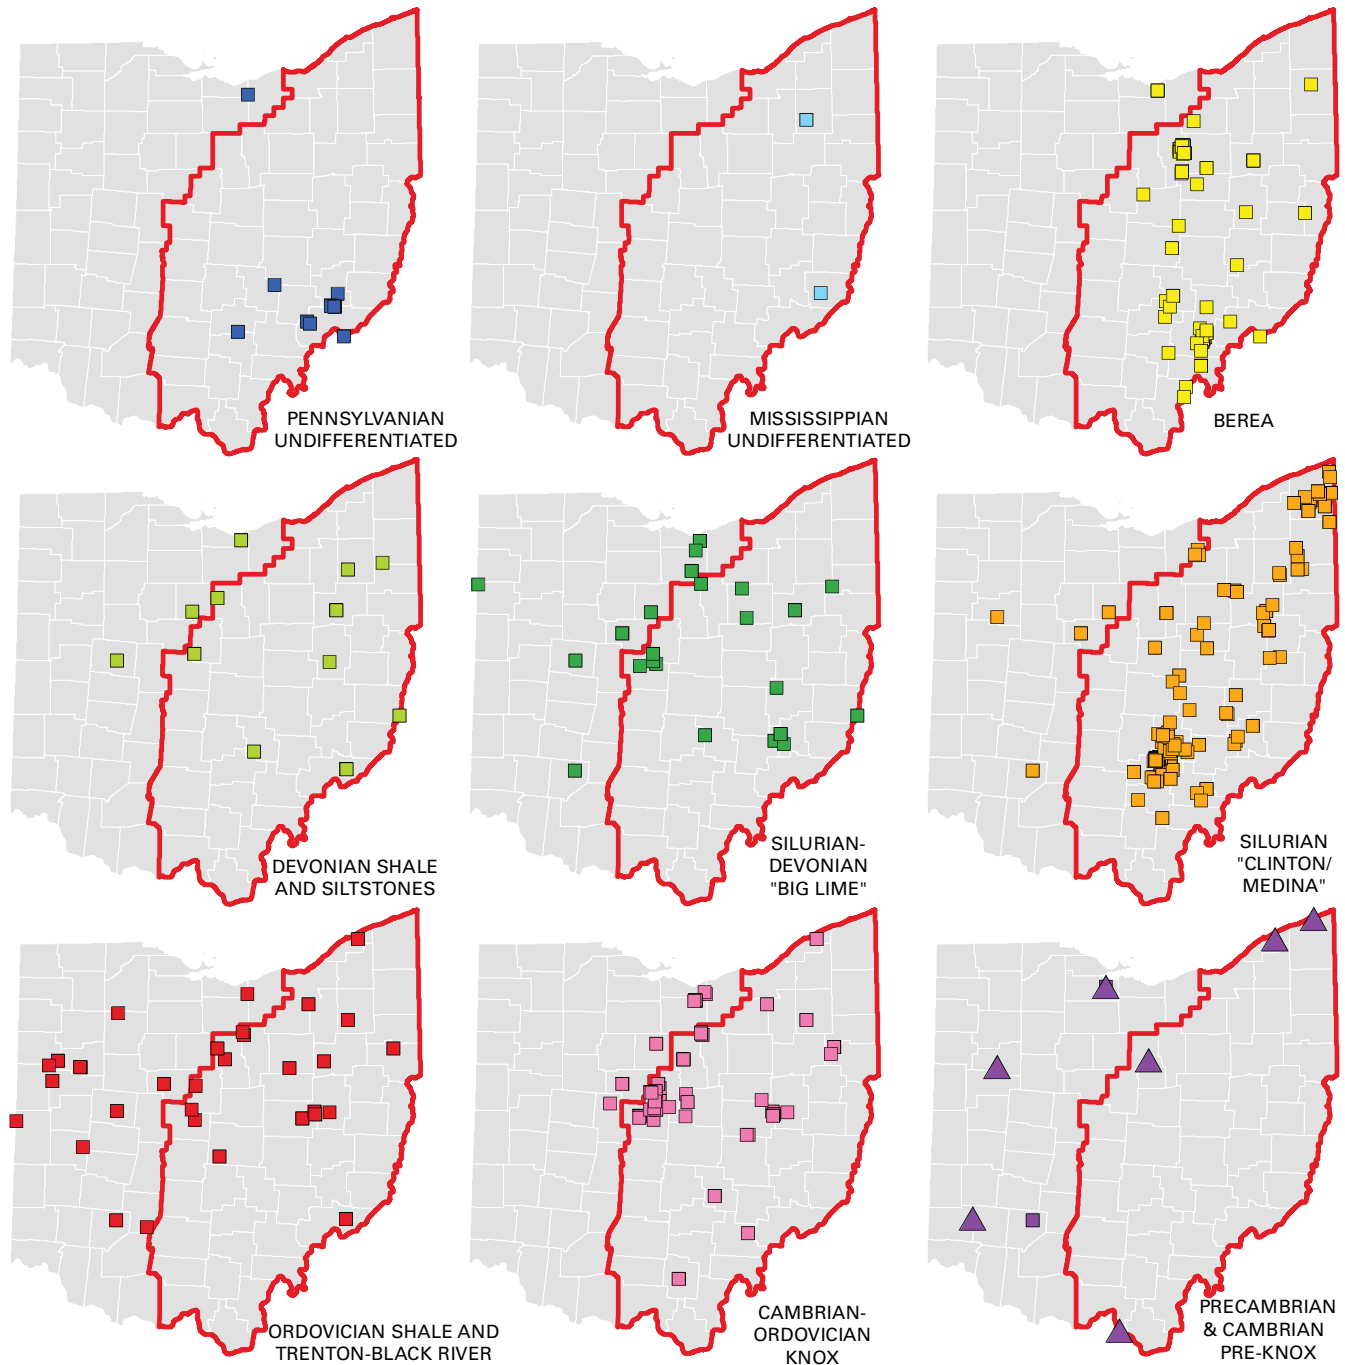 PENNSYLVANIAN
UNDIFFERENTIATED
MISSISSIPPIAN
UNDIFFERENTIATED
BEREA
DEVONIAN SHALE
AND SILTSTONES
SILURIAN-
DEVONIAN
"BIG LIME"
SILURIAN
"CLINTON/
MEDINA"
ORDOVICIAN SHALE AND
TRENTON-BLACK RIVER
CAMBRIAN-
ORDOVICIAN
KNOX
PRECAMBRIAN
& CAMBRIAN
PRE-KNOX